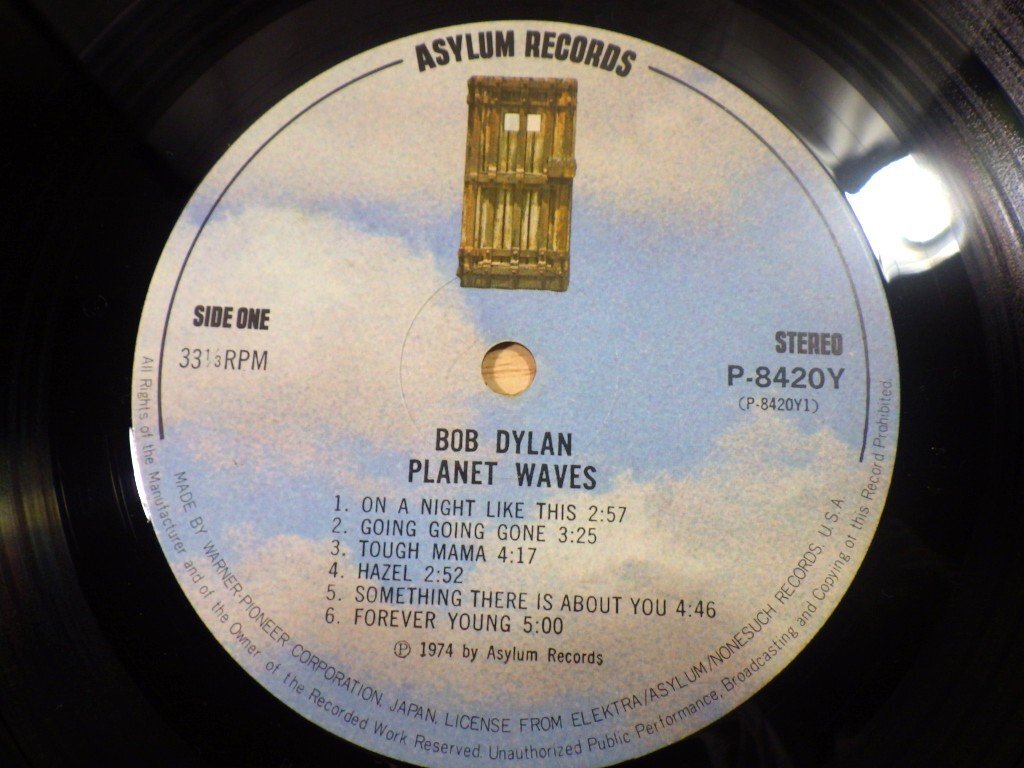 ASYLUM RECORDS
SIDE ONE
33 1/3 RPM
STEREO
P-8420Y
(P-8420Y1)
BOB DYLAN
PLANET WAVES
1. ON A NIGHT LIKE THIS 2:57
2. GOING GOING GONE 3:25
3. TOUGH MAMA 4:17
4. HAZEL 2:52
5. SOMETHING THERE IS ABOUT YOU 4:46
6. FOREVER YOUNG 5:00
℗ 1974 by Asylum Records
MADE BY WARNER-PIONEER CORPORATION, JAPAN, LICENSE FROM ELEKTRA/ASYLUM/NONESUCH RECORDS, U.S.A
All Rights of the Manufacturer and of the Owner of the Recorded Work Reserved. Unauthorized Public Performance, Broadcasting and Copying of this Record Prohibited.